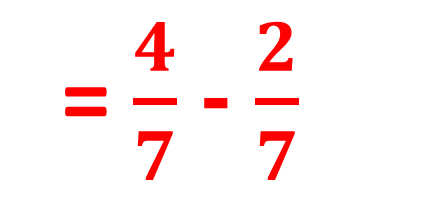 = 4/7 - 2/7